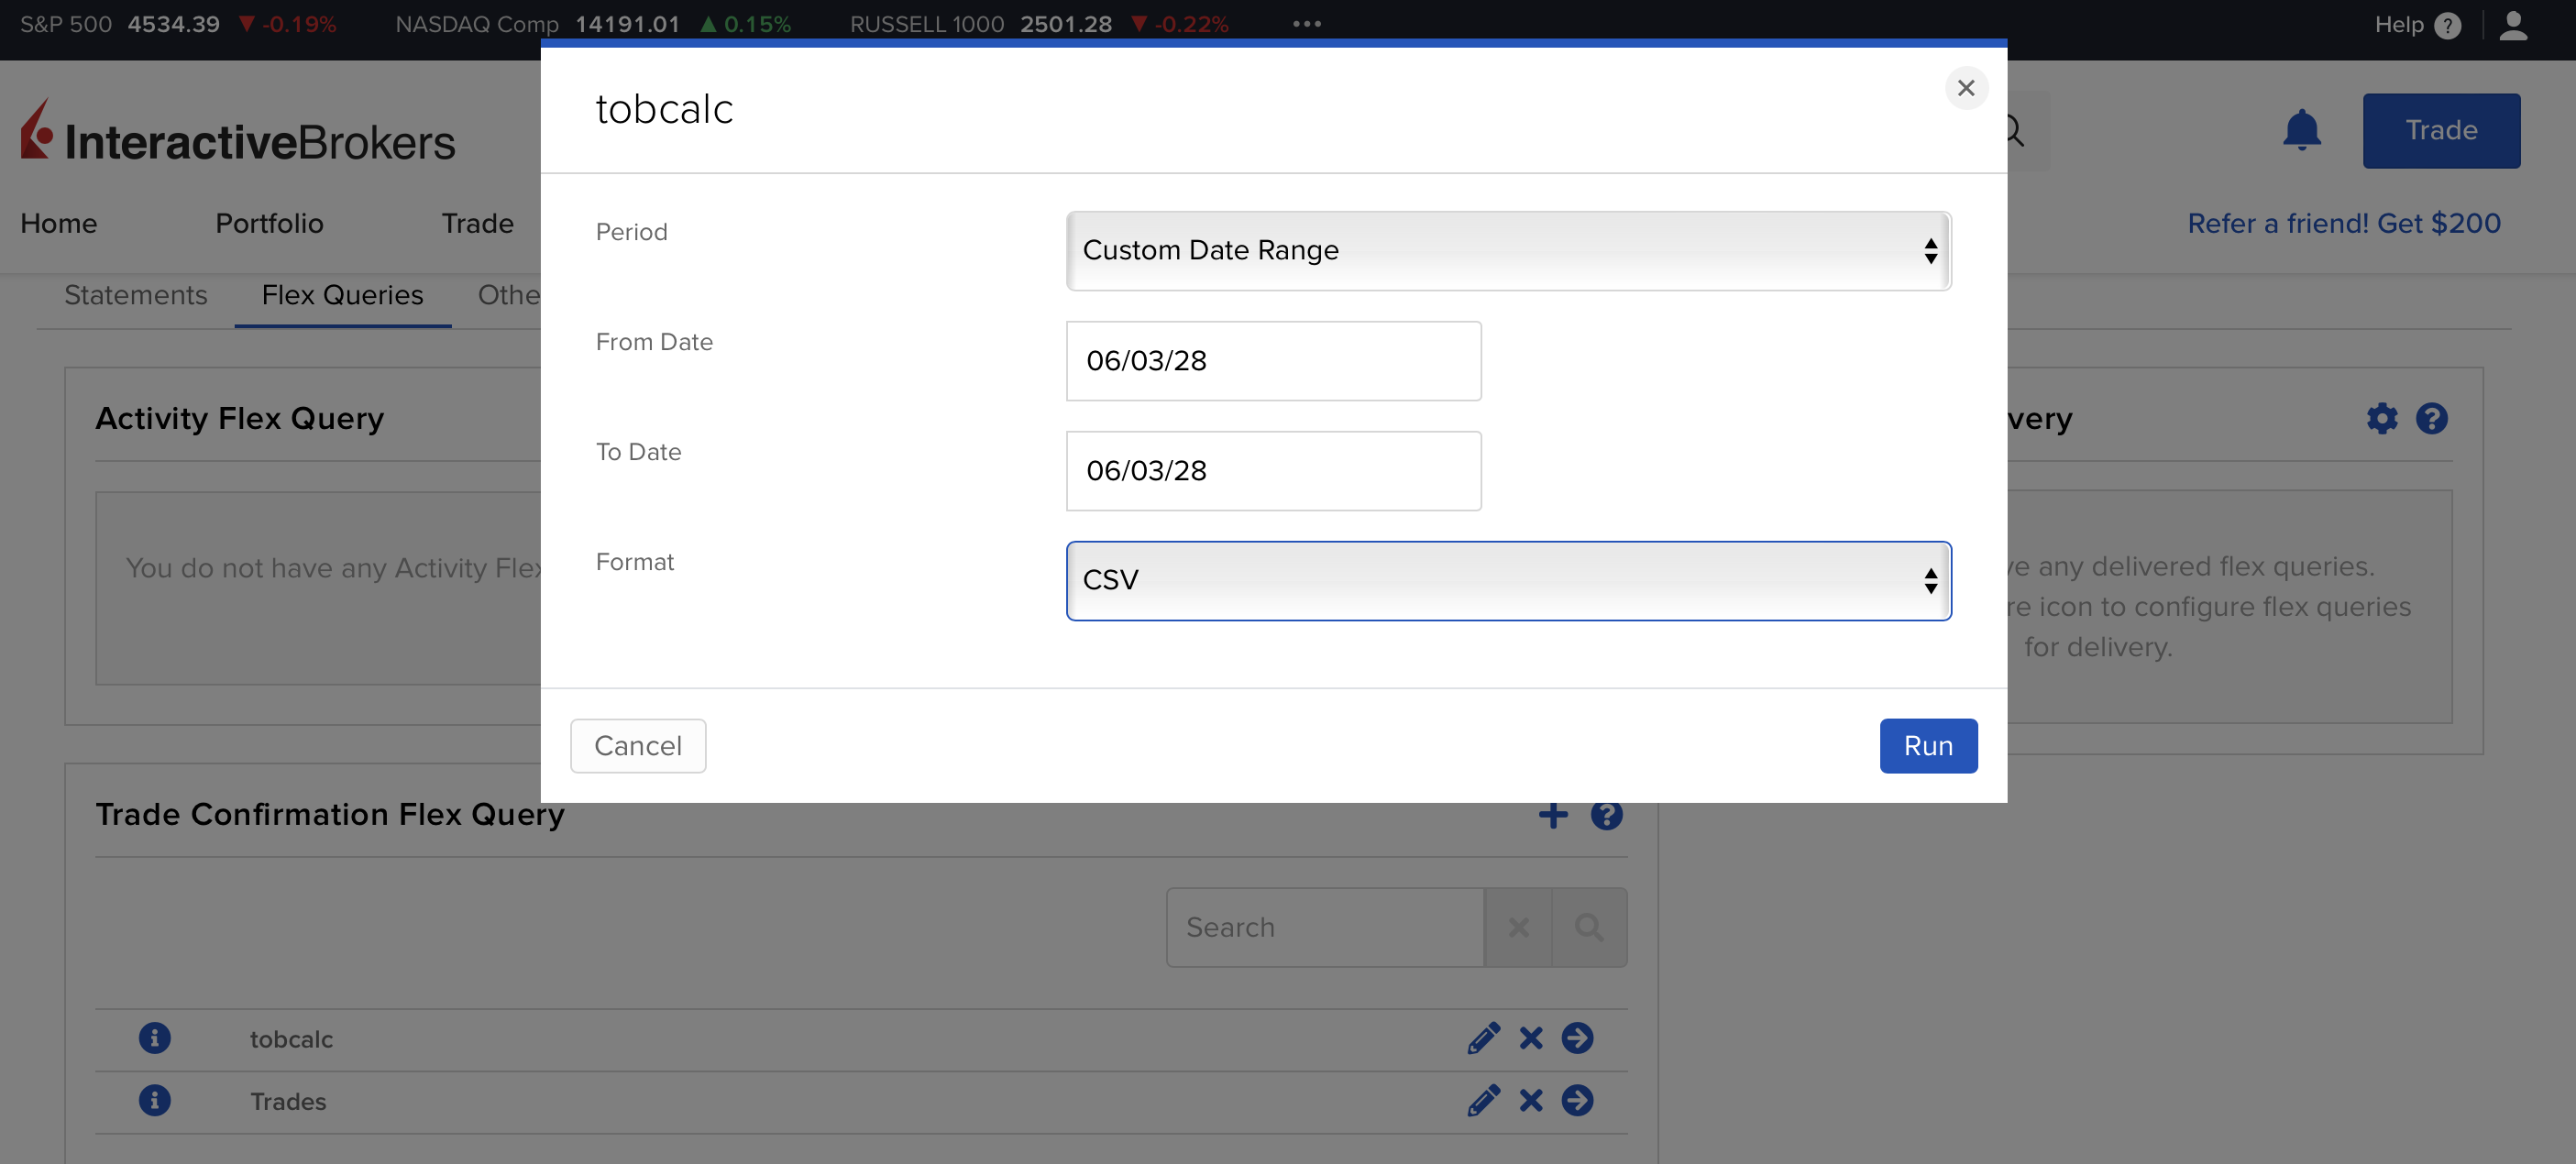 S&P 500 4534.39 ▼ -0.19% NASDAQ Comp 14191.01 ▲ 0.15% RUSSELL 1000 2501.28 ▼ -0.22% •••
Help ?
InteractiveBrokers
Trade
Home Portfolio Trade
Refer a friend! Get $200
Statements Flex Queries Othe
tobcalc
Period
Custom Date Range
From Date
06/03/28
To Date
06/03/28
Format
CSV
Cancel
Run
Activity Flex Query
You do not have any Activity Flex
very
?
ve any delivered flex queries.
re icon to configure flex queries
for delivery.
Trade Confirmation Flex Query
+ ?
Search
tobcalc
Trades